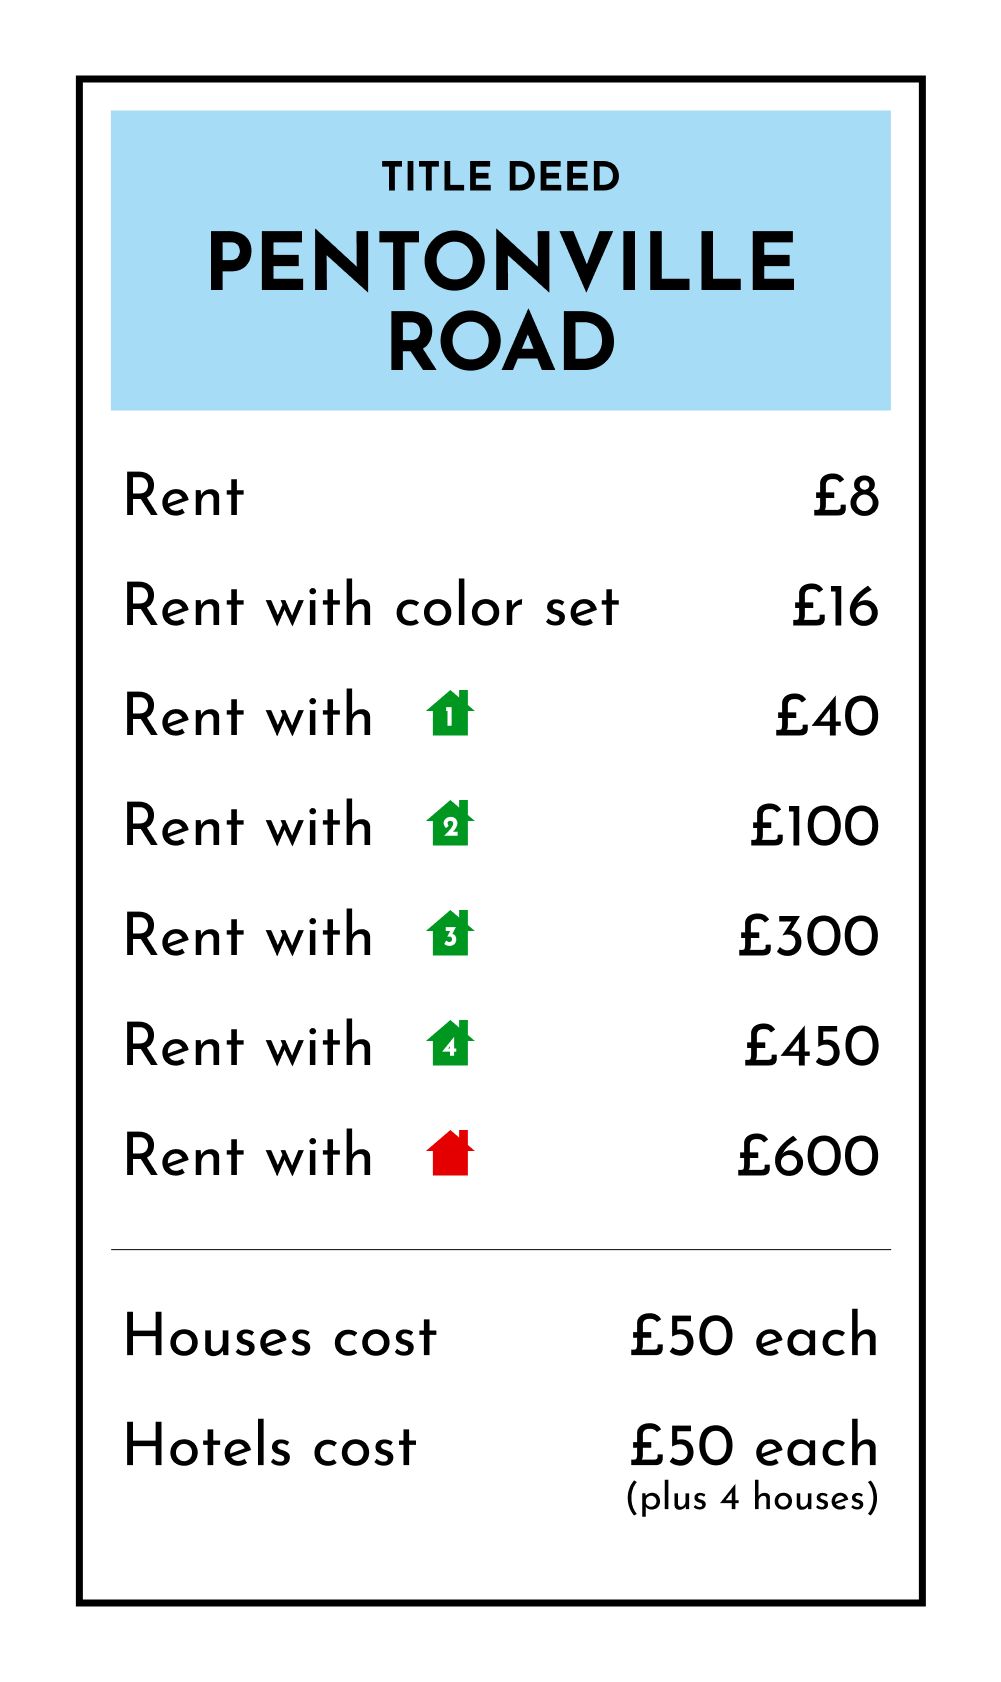 TITLE DEED
PENTONVILLE
ROAD
Rent £8
Rent with color set £16
Rent with 1 £40
Rent with 2 £100
Rent with 3 £300
Rent with 4 £450
Rent with £600
Houses cost £50 each
Hotels cost £50 each
(plus 4 houses)